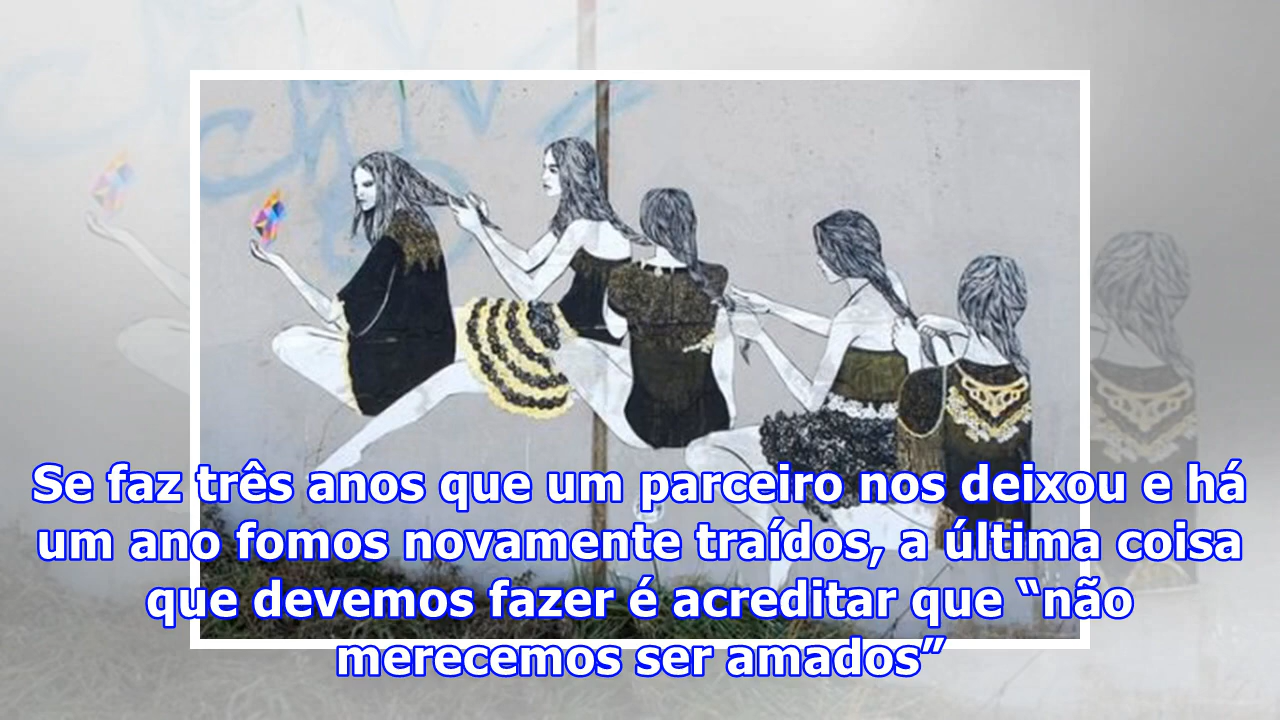 Se faz três anos que um parceiro nos deixou e há
um ano fomos novamente traídos, a última coisa
que devemos fazer é acreditar que “não
merecemos ser amados”